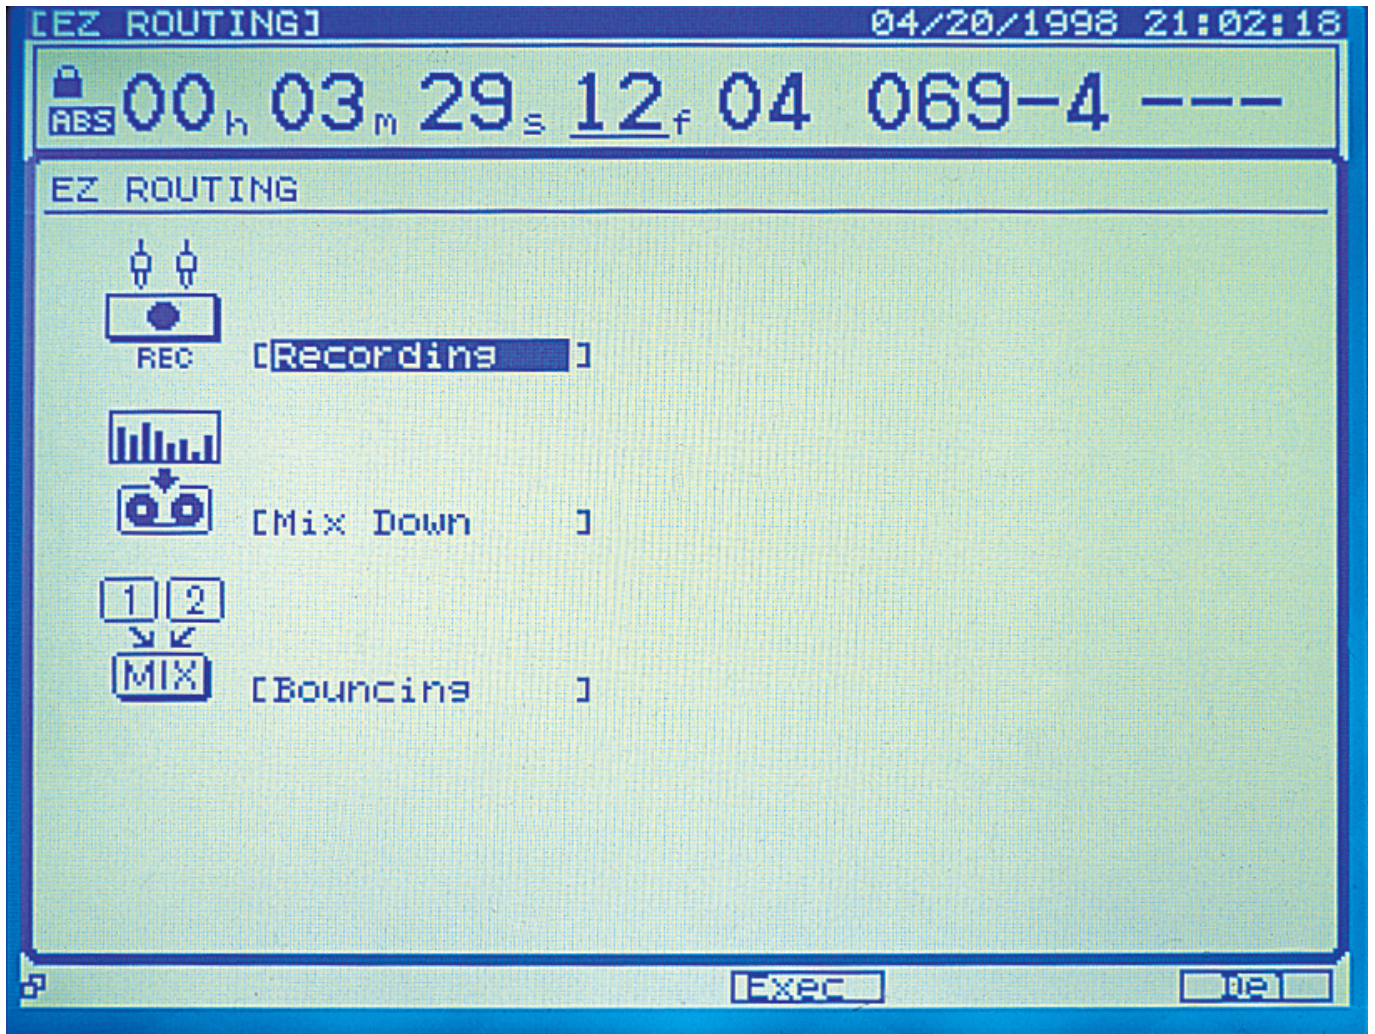 [EZ ROUTING] 04/20/1998 21:02:18
ABS 00h 03m 29s 12f 04 069-4 ---
EZ ROUTING
REC [Recording ]
[Mix Down ]
1 2
MIX [Bouncing ]
Exec Del